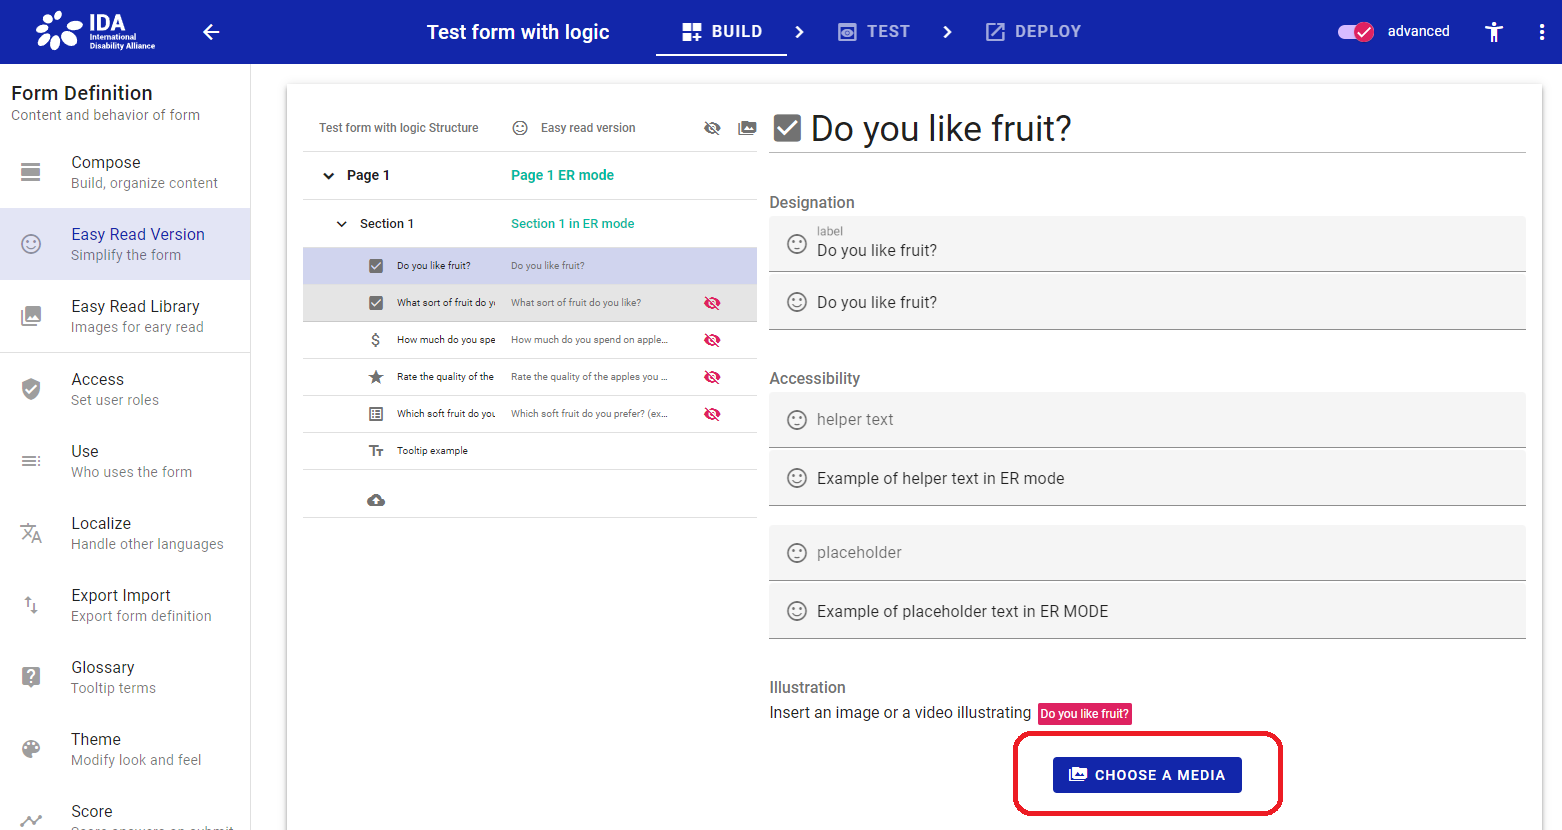 IDA
International
Disability Alliance
Test form with logic
BUILD
TEST
DEPLOY
advanced
Form Definition
Content and behavior of form
Compose
Build, organize content
Easy Read Version
Simplify the form
Easy Read Library
Images for eary read
Access
Set user roles
Use
Who uses the form
Localize
Handle other languages
Export Import
Export form definition
Glossary
Tooltip terms
Theme
Modify look and feel
Score
Test form with logic Structure
Easy read version
Page 1
Page 1 ER mode
Section 1
Section 1 in ER mode
Do you like fruit?
Do you like fruit?
What sort of fruit do y
What sort of fruit do you like?
How much do you spe
How much do you spend on apple...
Rate the quality of the
Rate the quality of the apples you ...
Which soft fruit do you
Which soft fruit do you prefer? (ex...
Tooltip example
Do you like fruit?
Designation
label
Do you like fruit?
Do you like fruit?
Accessibility
helper text
Example of helper text in ER mode
placeholder
Example of placeholder text in ER MODE
Illustration
Insert an image or a video illustrating Do you like fruit?
CHOOSE A MEDIA